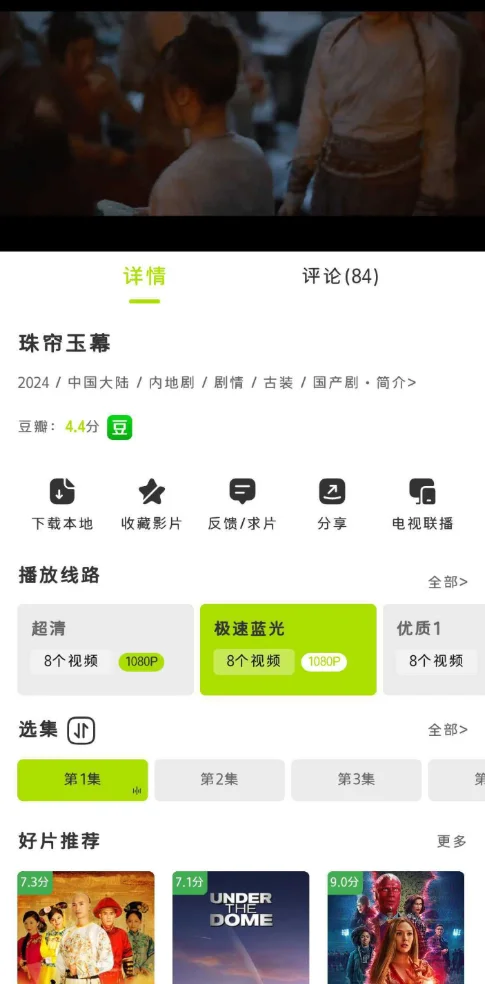 详情
评论(84)
珠帘玉幕
2024 / 中国大陆 / 内地剧 / 剧情 / 古装 / 国产剧 · 简介>
豆瓣： 4.4分 豆
下载本地
收藏影片
反馈/求片
分享
电视联播
播放线路
全部>
超清
8个视频 1080P
极速蓝光
8个视频 1080P
优质1
8个视频
选集
全部>
第1集
第2集
第3集
第
好片推荐
更多
7.3分
7.1分
UNDER
THE
DOME
9.0分